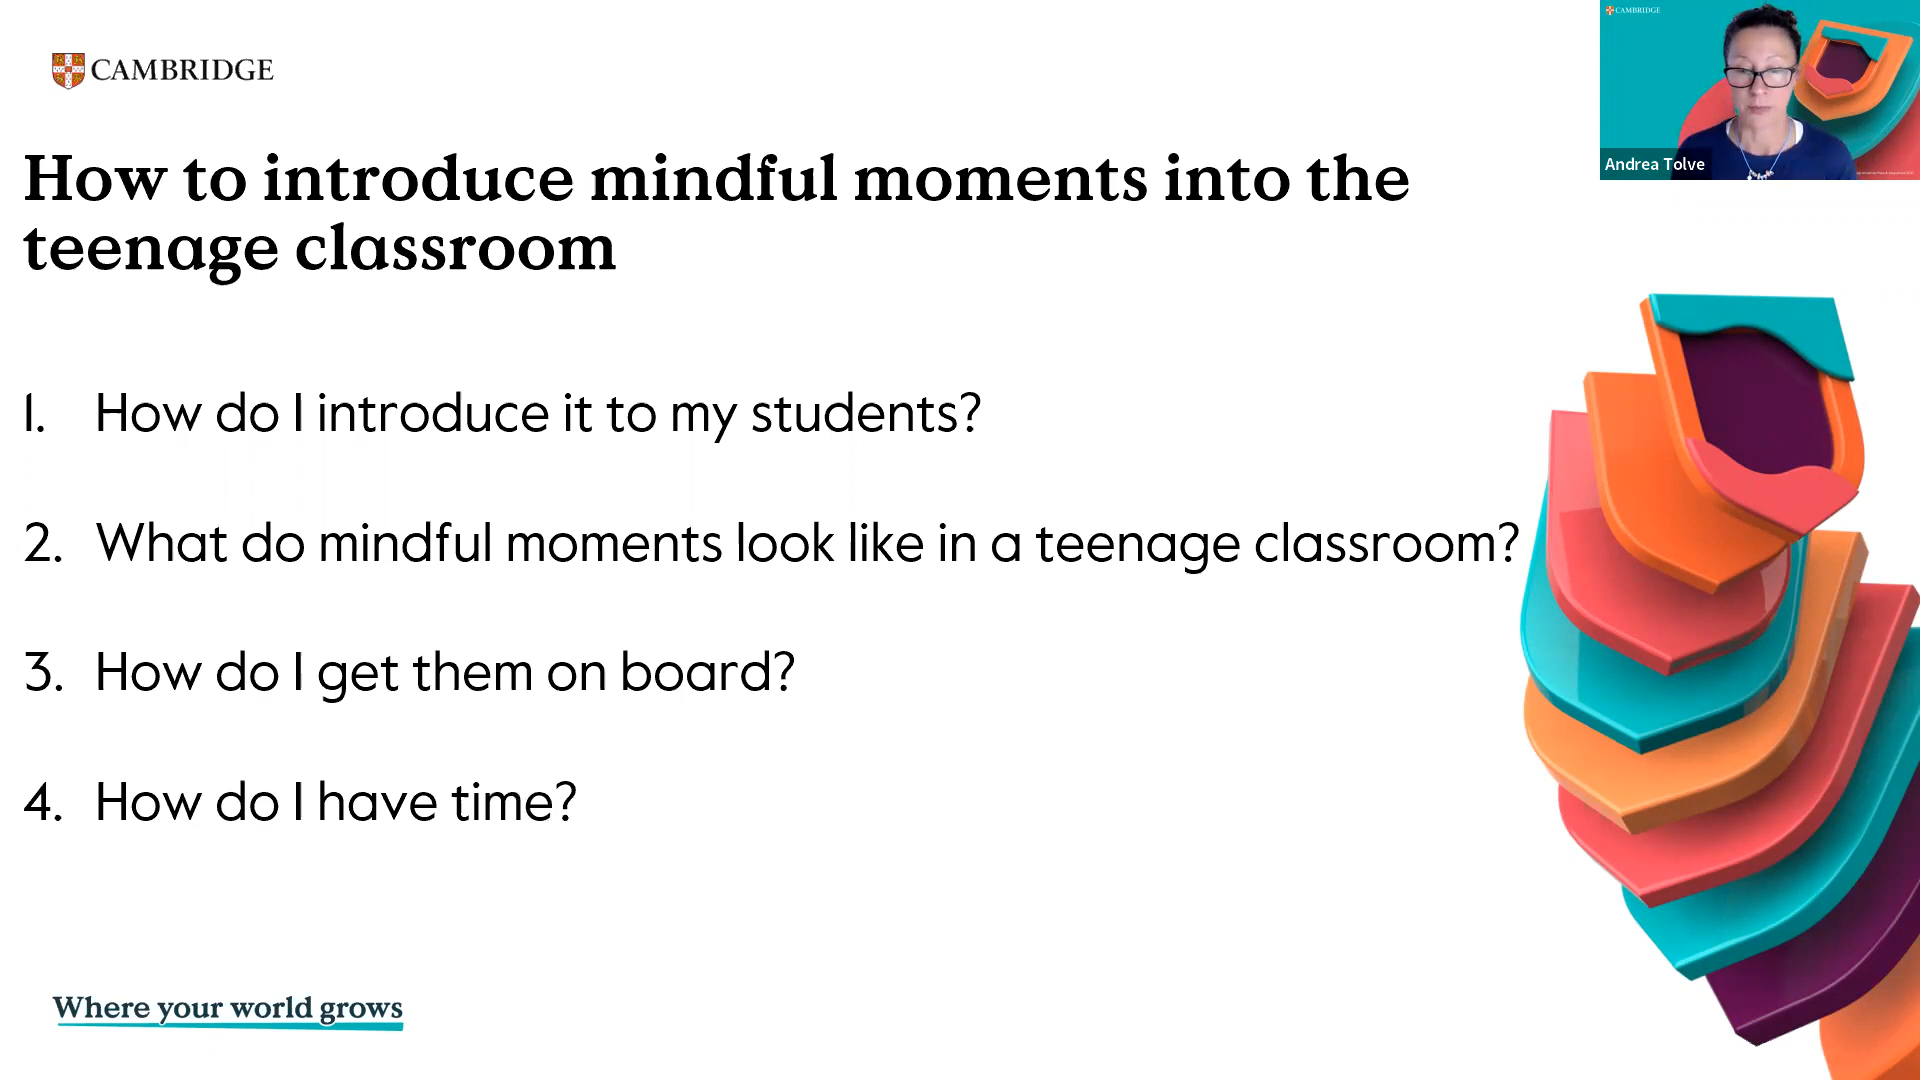 CAMBRIDGE
CAMBRIDGE
Andrea Tolve
How to introduce mindful moments into the
teenage classroom
1. How do I introduce it to my students?
2. What do mindful moments look like in a teenage classroom?
3. How do I get them on board?
4. How do I have time?
Where your world grows